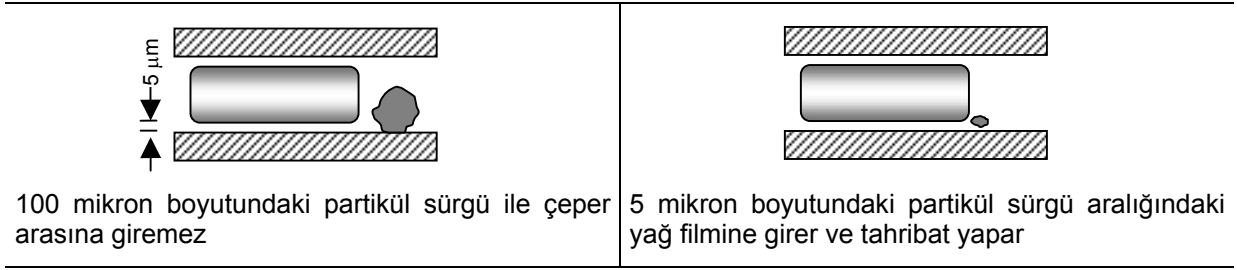 5 μm
100 mikron boyutundaki partikül sürgü ile çeper
arasına giremez
5 mikron boyutundaki partikül sürgü aralığındaki
yağ filmine girer ve tahribat yapar